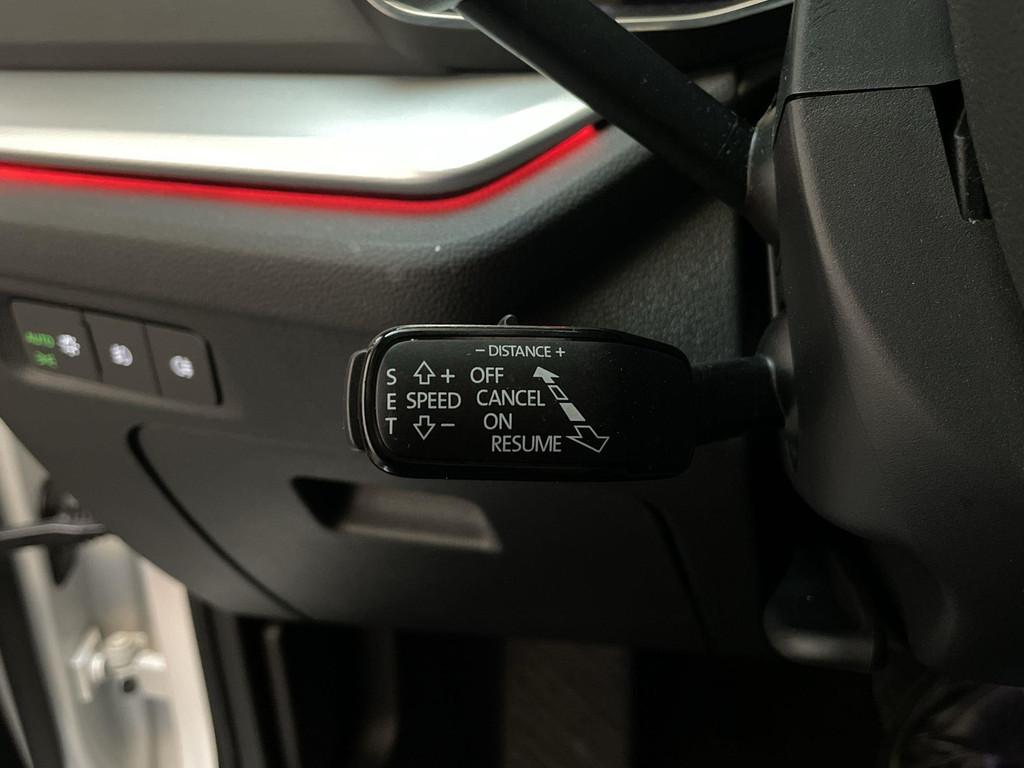 − DISTANCE +
S + OFF
E SPEED CANCEL
T − ON
RESUME
AUTO